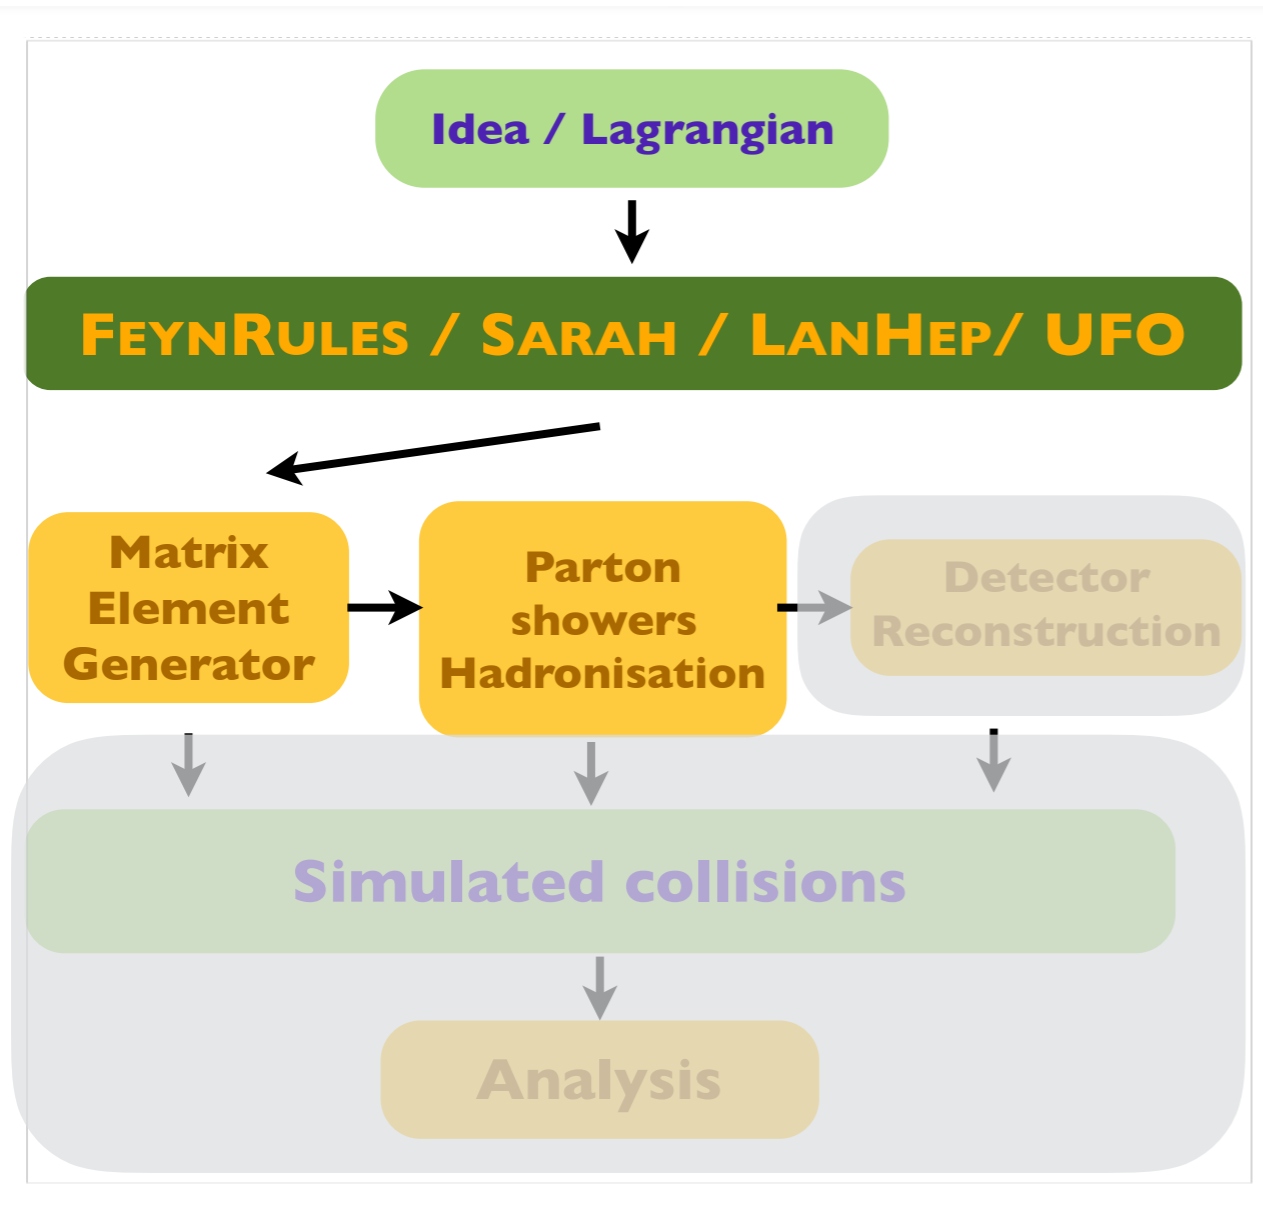 Idea / Lagrangian
FEYNRULES / SARAH / LANHEP/ UFO
Matrix
Element
Generator
Parton
showers
Hadronisation
Detector
Reconstruction
Simulated collisions
Analysis